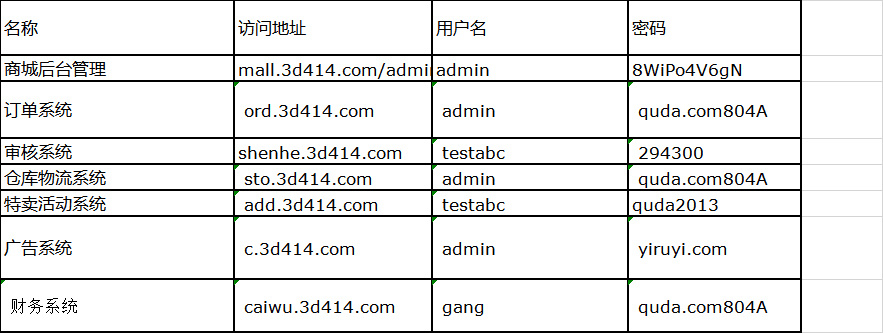 名称 访问地址 用户名 密码
商城后台管理 mall.3d414.com/admin admin 8WiPo4V6gN
订单系统 ord.3d414.com admin quda.com804A
审核系统 shenhe.3d414.com testabc 294300
仓库物流系统 sto.3d414.com admin quda.com804A
特卖活动系统 add.3d414.com testabc quda2013
广告系统 c.3d414.com admin yiruyi.com
财务系统 caiwu.3d414.com gang quda.com804A